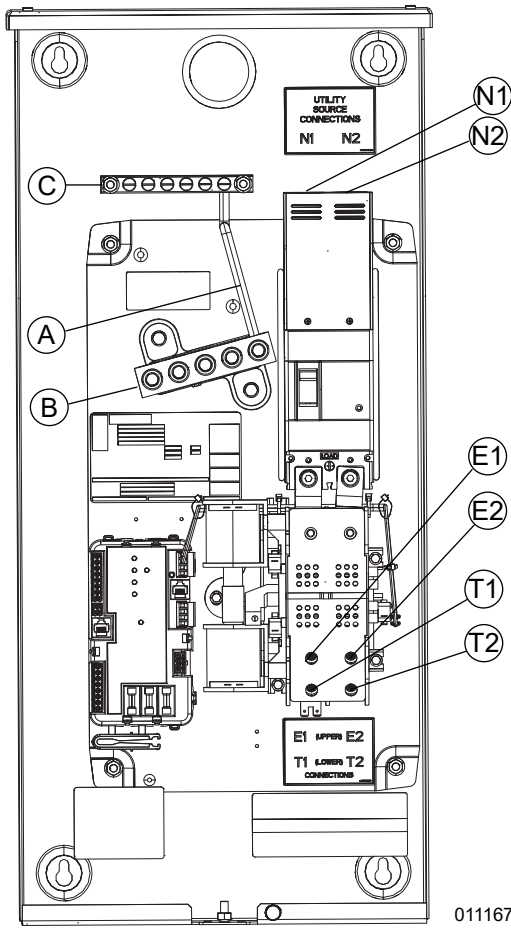 UTILITY
SOURCE
CONNECTIONS
N1 N2
N1
N2
C
A
B
LOAD
E1
E2
T1
T2
E1 (UPPER) E2
T1 (LOWER) T2
CONNECTIONS
011167